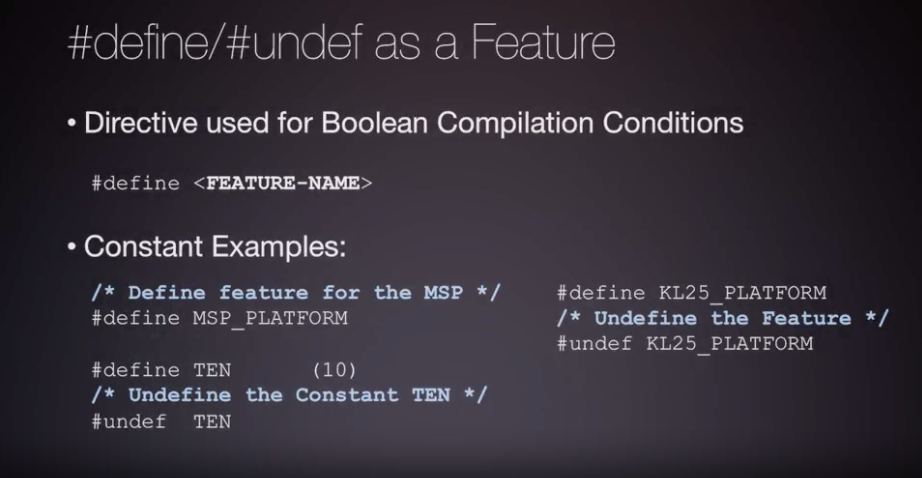 #define/#undef as a Feature
• Directive used for Boolean Compilation Conditions
#define <FEATURE-NAME>
• Constant Examples:
/* Define feature for the MSP */
#define MSP_PLATFORM
#define TEN (10)
/* Undefine the Constant TEN */
#undef TEN
#define KL25_PLATFORM
/* Undefine the Feature */
#undef KL25_PLATFORM